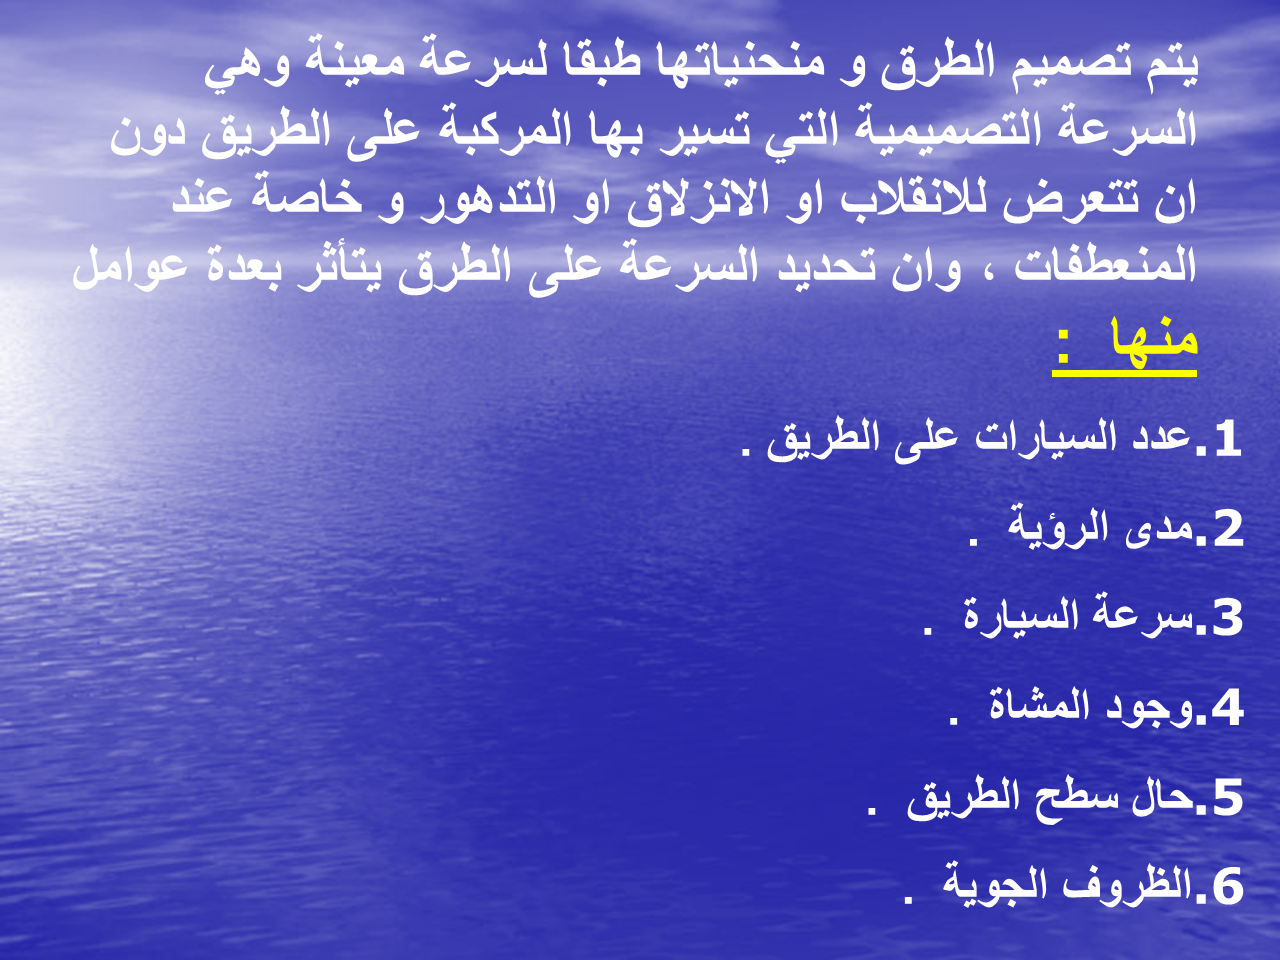 يتم تصميم الطرق و منحنياتها طبقا لسرعة معينة وهي
السرعة التصميمية التي تسير بها المركبة على الطريق دون
ان تتعرض للانقلاب او الانزلاق او التدهور و خاصة عند
المنعطفات ، وان تحديد السرعة على الطرق يتأثر بعدة عوامل
منها :
1.عدد السيارات على الطريق .
2.مدى الرؤية .
3.سرعة السيارة .
4.وجود المشاة .
5.حال سطح الطريق .
6.الظروف الجوية .